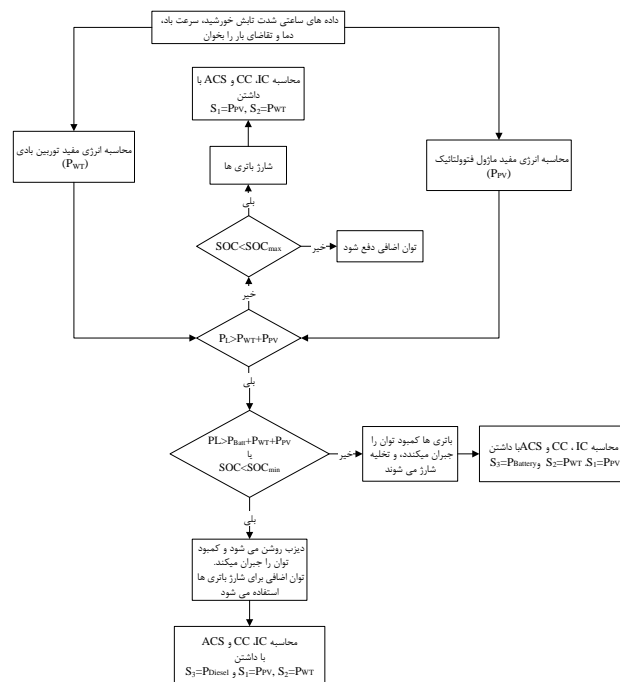 داده های ساعتی شدت تابش خورشید، سرعت باد،
دما و تقاضای بار را بخوان
محاسبه IC، CC و ACS با
داشتن
S1=PPV, S2=PWT
محاسبه انرژی مفید ماژول فتوولتائیک
(PPV)
محاسبه انرژی مفید توربین بادی
(PWT)
شارژ باتری ها
بلی
SOC<SOCmax
خیر
توان اضافی دفع شود
خیر
PL>PWT+PPV
بلی
PL>PBatt+PWT+PPV
یا
SOC<SOCmin
خیر
باتری ها کمبود توان را
جبران میکندد، و تخلیه
شارژ می شوند
محاسبه IC ، CC و ACSبا داشتن
S1=PPV، S2=PWT و S3=PBattery
بلی
دیزب روشن می شود و کمبود
توان را جبران میکند.
توان اضافی برای شارژ باتری ها
استفاده می شود
محاسبه IC، CC و ACS
با داشتن
S1=PPV, S2=PWT و S3=PDiesel